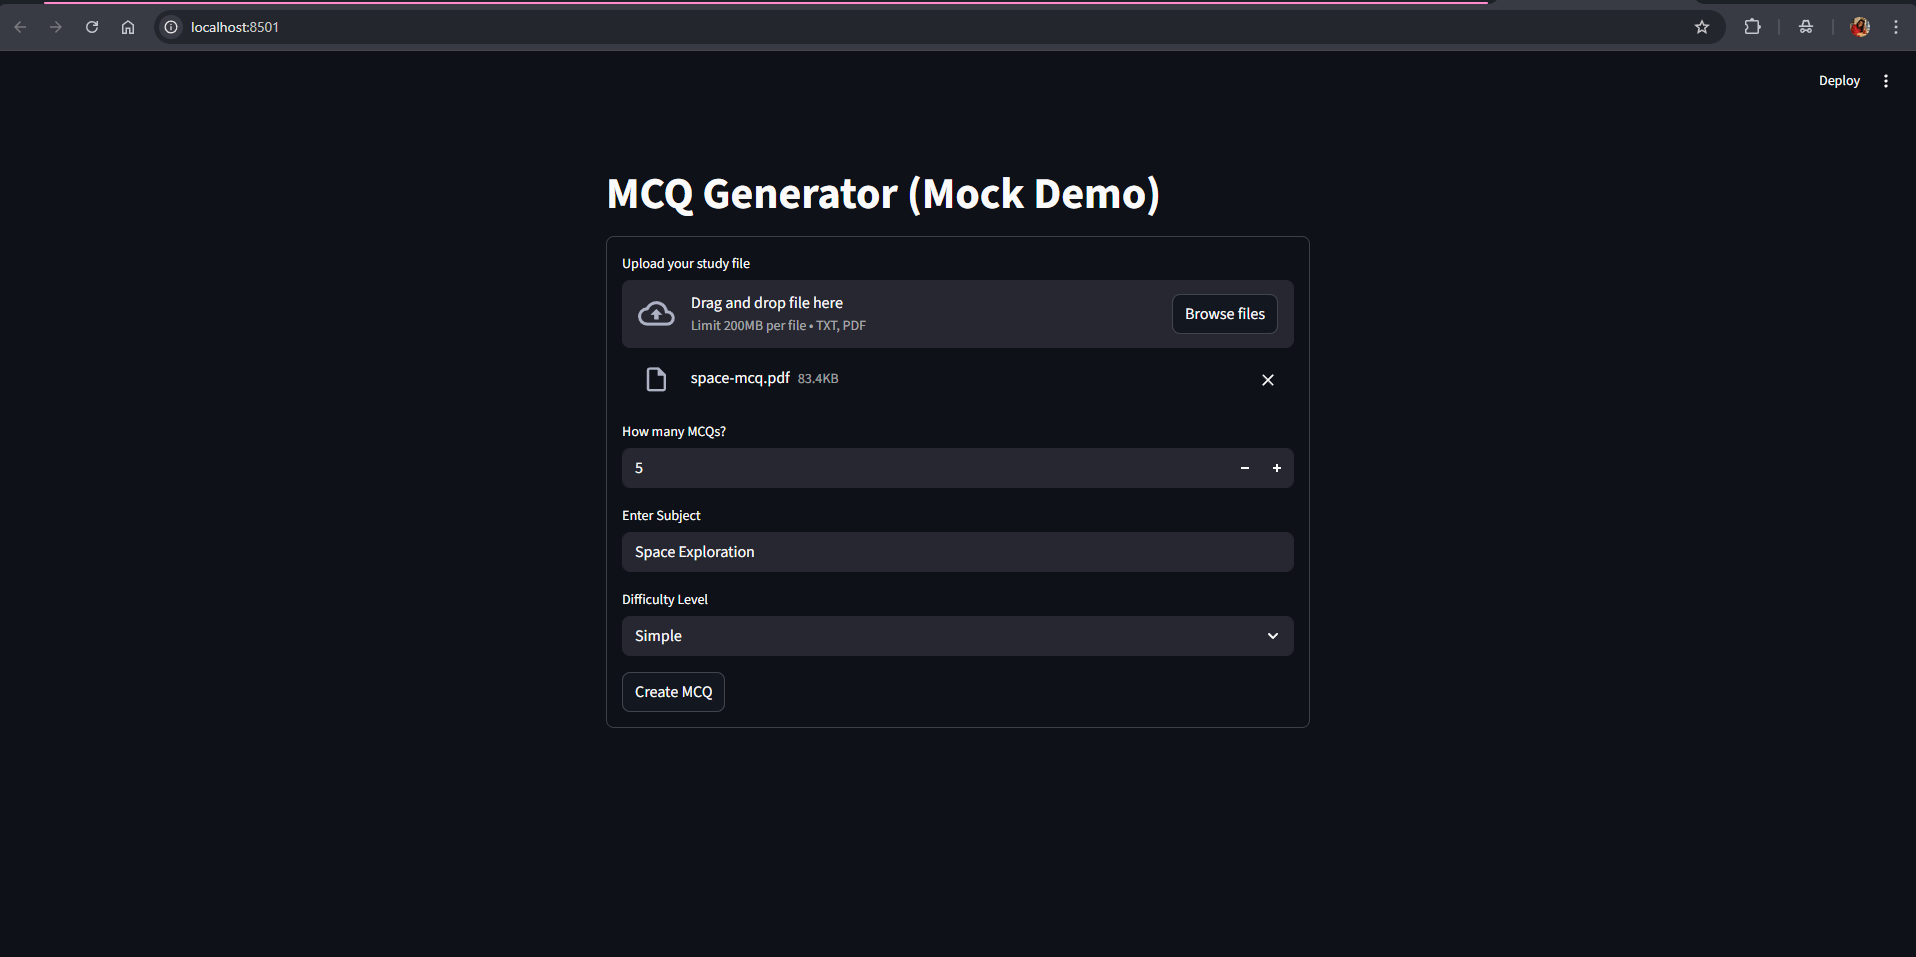 localhost:8501
Deploy
MCQ Generator (Mock Demo)
Upload your study file
Drag and drop file here
Limit 200MB per file • TXT, PDF
Browse files
space-mcq.pdf 83.4KB
How many MCQs?
5
Enter Subject
Space Exploration
Difficulty Level
Simple
Create MCQ